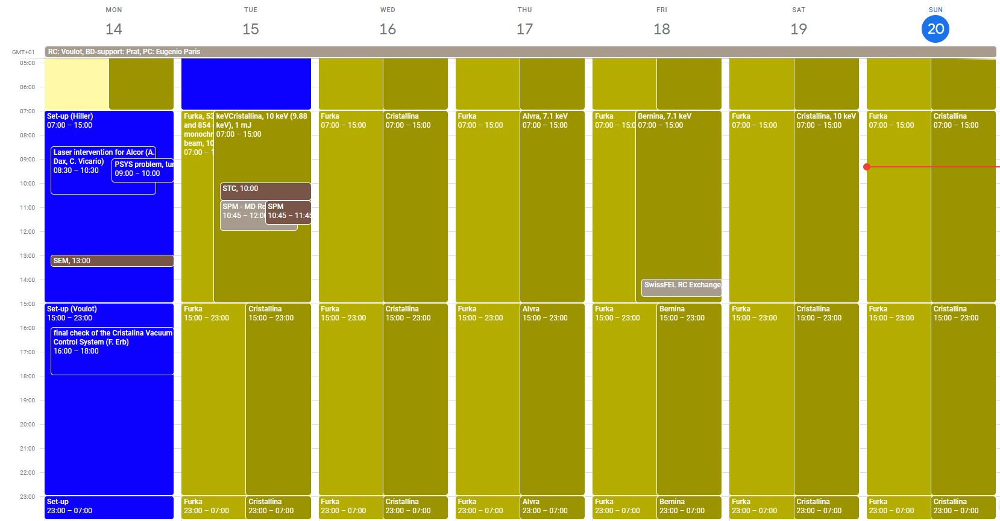 MON
TUE
WED
THU
FRI
SAT
SUN
14
15
16
17
18
19
20
GMT+01
RC: Voulot, BD-support: Prat, PC: Eugenio Paris
05:00
06:00
07:00
08:00
09:00
10:00
11:00
12:00
13:00
14:00
15:00
16:00
17:00
18:00
19:00
20:00
21:00
22:00
23:00
Set-up (Hiller)
07:00 – 15:00
Laser intervention for Alcor (A.
Dax, C. Vicario)
08:30 – 10:30
PSYS problem, tur
09:00 – 10:00
SEM, 13:00
Set-up (Voulot)
15:00 – 23:00
final check of the Cristalina Vacuum
Control System (F. Erb)
16:00 – 18:00
Set-up
23:00 – 07:00
Furka, 53
and 854
monochr
beam, 10
07:00 – 1
keVCristallina, 10 keV (9.88
keV), 1 mJ
07:00 – 15:00
STC, 10:00
SPM - MD Re
10:45 – 12:00
SPM
10:45 – 11:45
Furka
15:00 – 23:00
Cristallina
15:00 – 23:00
Furka
23:00 – 07:00
Cristallina
23:00 – 07:00
Furka
07:00 – 15:00
Cristallina
07:00 – 15:00
Furka
15:00 – 23:00
Cristallina
15:00 – 23:00
Furka
23:00 – 07:00
Cristallina
23:00 – 07:00
Furka
07:00 – 15:00
Alvra, 7.1 keV
07:00 – 15:00
Furka
15:00 – 23:00
Alvra
15:00 – 23:00
Furka
23:00 – 07:00
Alvra
23:00 – 07:00
Furka
07:00 – 15:0
Bernina, 7.1 keV
07:00 – 15:00
SwissFEL RC Exchange,
Furka
15:00 – 23:00
Bernina
15:00 – 23:00
Furka
23:00 – 07:00
Bernina
23:00 – 07:00
Furka
07:00 – 15:00
Cristallina, 10 keV
07:00 – 15:00
Furka
15:00 – 23:00
Cristallina
15:00 – 23:00
Furka
23:00 – 07:00
Cristallina
23:00 – 07:00
Furka
07:00 – 15:00
Cristallina
07:00 – 15:00
Furka
15:00 – 23:00
Cristallina
15:00 – 23:00
Furka
23:00 – 07:00
Cristallina
23:00 – 07:00